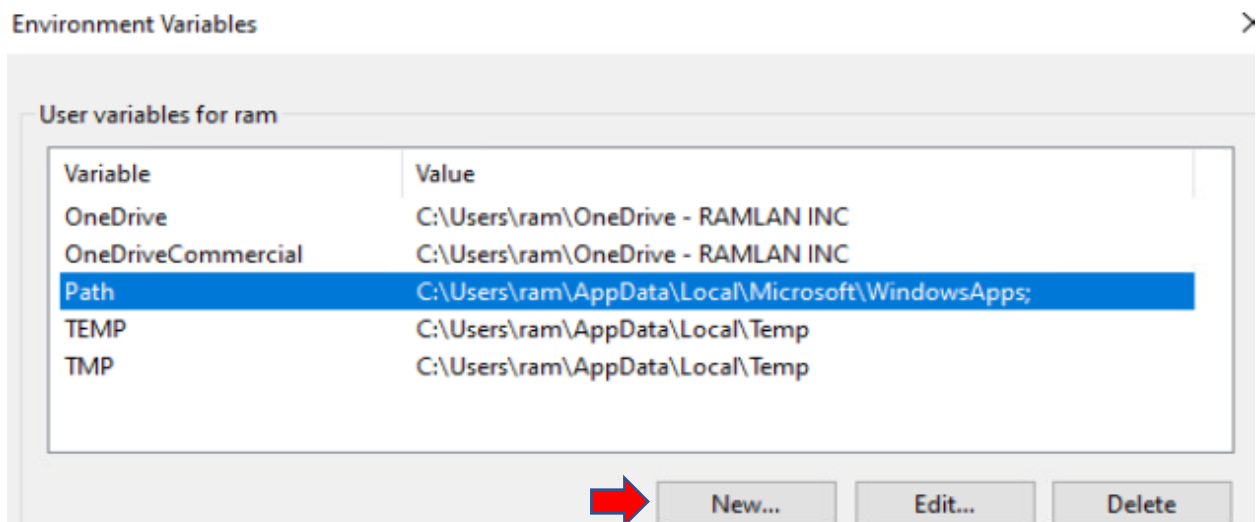 Environment Variables
User variables for ram
Variable Value
OneDrive C:\Users\ram\OneDrive - RAMLAN INC
OneDriveCommercial C:\Users\ram\OneDrive - RAMLAN INC
Path C:\Users\ram\AppData\Local\Microsoft\WindowsApps;
TEMP C:\Users\ram\AppData\Local\Temp
TMP C:\Users\ram\AppData\Local\Temp
New... Edit... Delete